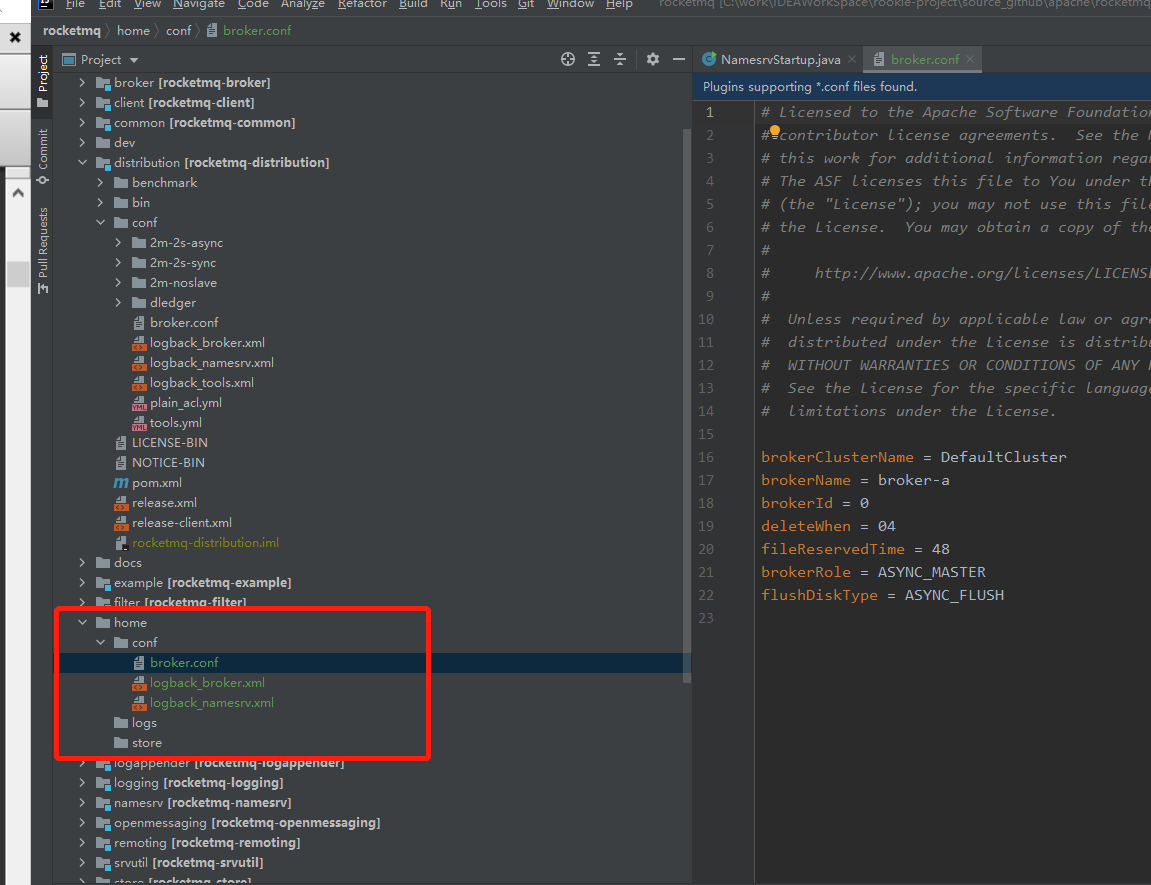 File Edit View Navigate Code Analyze Refactor Build Run Tools Git Window Help rocketmq [C:\work\IDEAWorkSpace\rookie-project\source_github\apache\rocketmq
rocketmq home conf broker.conf
Project
Commit
Pull Requests
Project
broker [rocketmq-broker]
client [rocketmq-client]
common [rocketmq-common]
dev
distribution [rocketmq-distribution]
benchmark
bin
conf
2m-2s-async
2m-2s-sync
2m-noslave
dledger
broker.conf
logback_broker.xml
logback_namesrv.xml
logback_tools.xml
plain_acl.yml
tools.yml
LICENSE-BIN
NOTICE-BIN
pom.xml
release.xml
release-client.xml
rocketmq-distribution.iml
docs
example [rocketmq-example]
filter [rocketmq-filter]
home
conf
broker.conf
logback_broker.xml
logback_namesrv.xml
logs
store
logappender [rocketmq-logappender]
logging [rocketmq-logging]
namesrv [rocketmq-namesrv]
openmessaging [rocketmq-openmessaging]
remoting [rocketmq-remoting]
srvutil [rocketmq-srvutil]
store [rocketmq-store]
NamesrvStartup.java broker.conf
Plugins supporting *.conf files found.
1 # Licensed to the Apache Software Foundation
2 # contributor license agreements.  See the
3 # this work for additional information
4 # The ASF licenses this file to You under
5 # (the "License"); you may not use this
6 # the License.  You may obtain a copy of
7 #
8 #     http://www.apache.org/licenses/LICENSE
9 #
10 #  Unless required by applicable law or
11 #  distributed under the License is
12 #  WITHOUT WARRANTIES OR CONDITIONS OF ANY
13 #  See the License for the specific language
14 #  limitations under the License.
15
16 brokerClusterName = DefaultCluster
17 brokerName = broker-a
18 brokerId = 0
19 deleteWhen = 04
20 fileReservedTime = 48
21 brokerRole = ASYNC_MASTER
22 flushDiskType = ASYNC_FLUSH
23